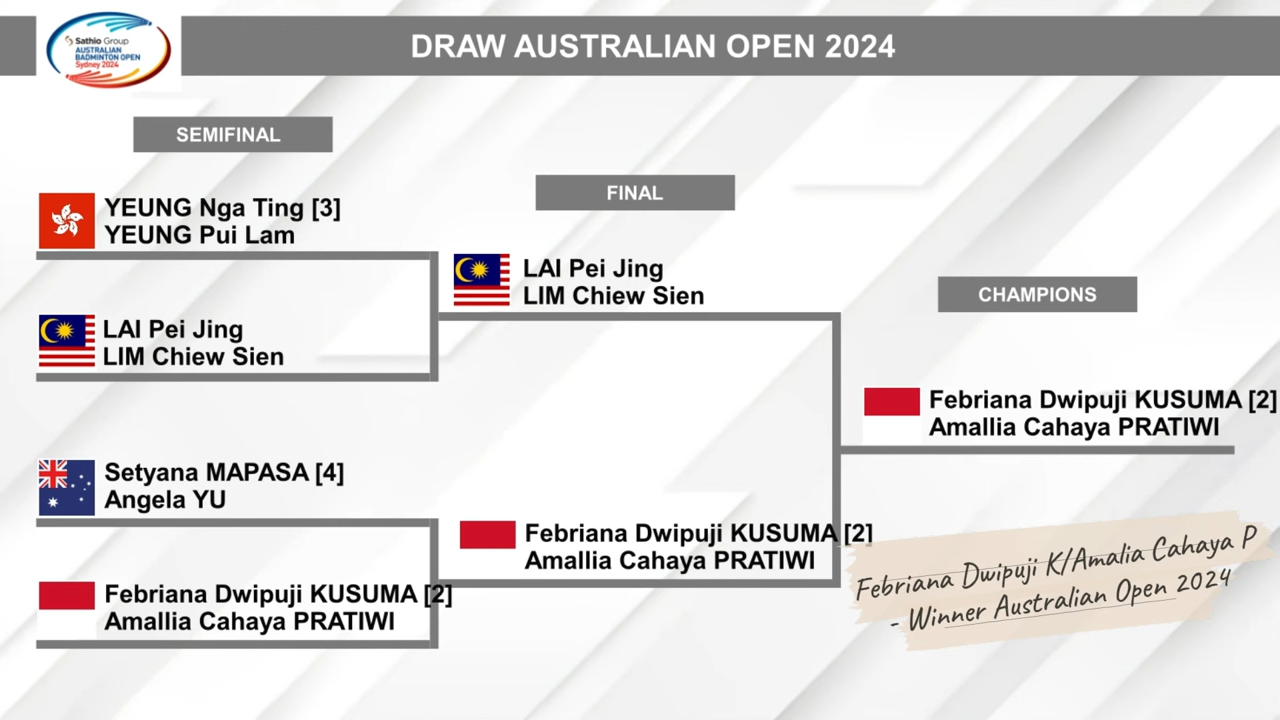 Sathio Group
AUSTRALIAN
BADMINTON OPEN
Sydney 2024
DRAW AUSTRALIAN OPEN 2024
SEMIFINAL
YEUNG Nga Ting [3]
YEUNG Pui Lam
LAI Pei Jing
LIM Chiew Sien
Setyana MAPASA [4]
Angela YU
Febriana Dwipuji KUSUMA [2]
Amallia Cahaya PRATIWI
FINAL
LAI Pei Jing
LIM Chiew Sien
Febriana Dwipuji KUSUMA [2]
Amallia Cahaya PRATIWI
CHAMPIONS
Febriana Dwipuji KUSUMA [2]
Amallia Cahaya PRATIWI
Febriana Dwipuji K/Amalia Cahaya P
- Winner Australian Open 2024